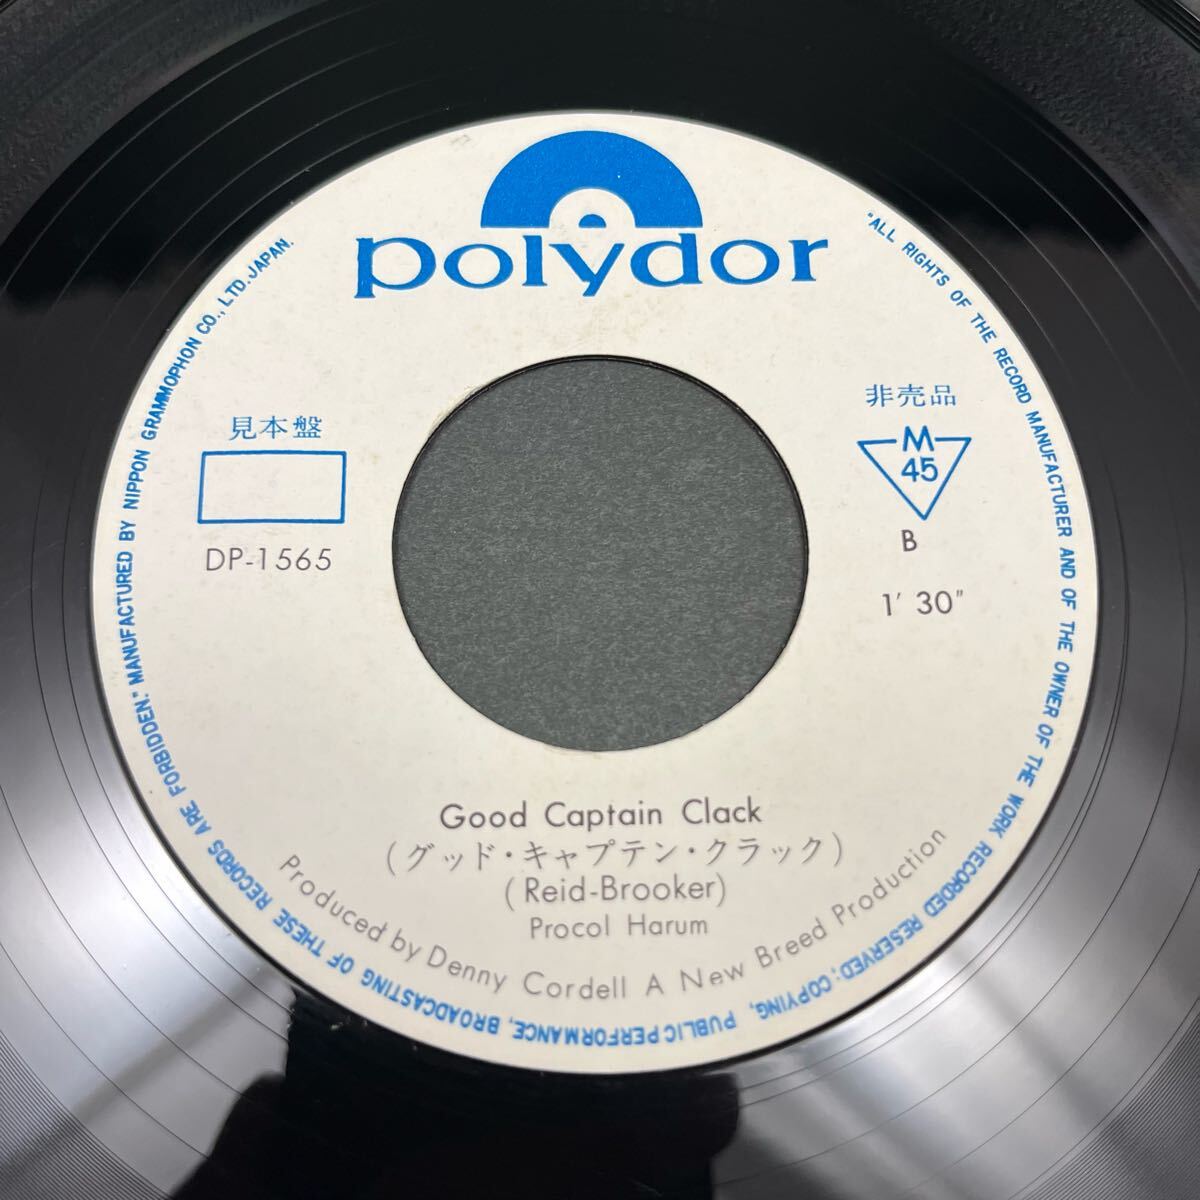 polydor
見本盤
DP-1565
非売品
M
45
B
1' 30"
Good Captain Clack
(グッド・キャプテン・クラック)
(Reid-Brooker)
Procol Harum
Produced by Denny Cordell A New Breed Production
"ALL RIGHTS OF THE RECORD MANUFACTURER AND OF THE OWNER OF THE WORK RECORDED RESERVED; COPYING, PUBLIC PERFORMANCE, BROADCASTING OF THESE RECORDS ARE FORBIDDEN." MANUFACTURED BY NIPPON GRAMMOPHON CO., LTD. JAPAN.